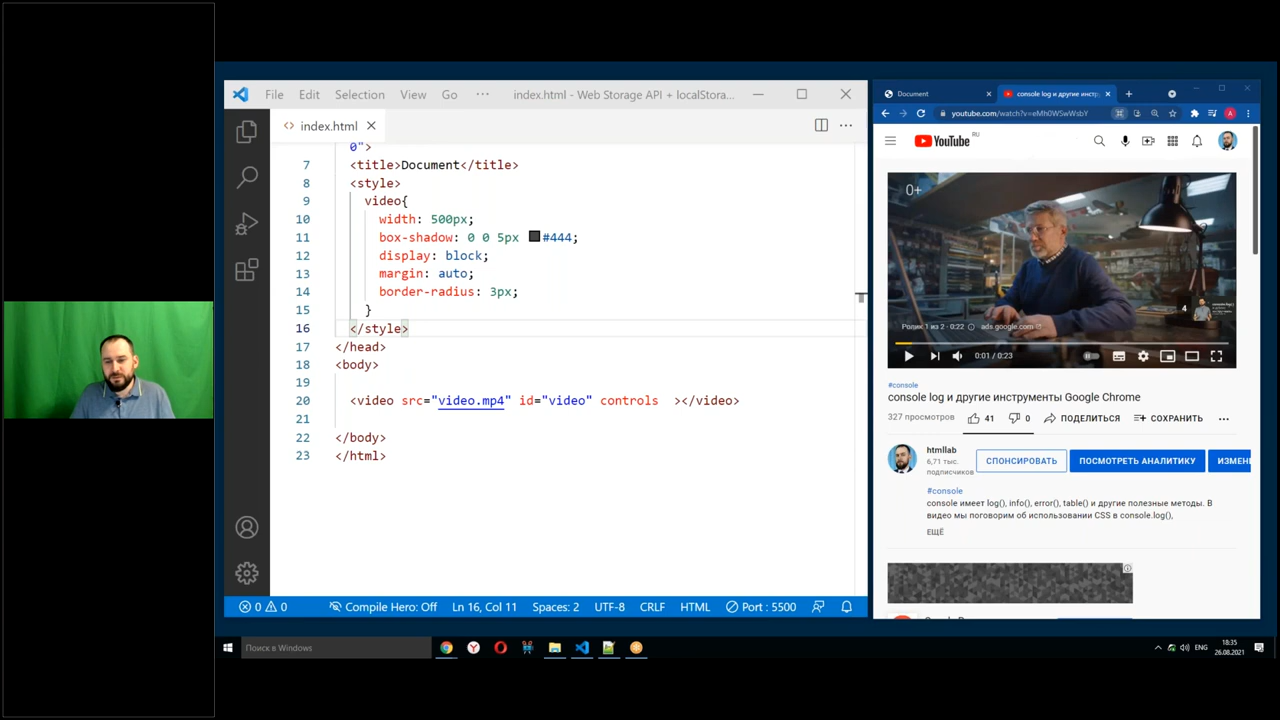 File Edit Selection View Go ··· index.html - Web Storage API + localStora...
index.html
0">
7 <title>Document</title>
8 <style>
9 video{
10 width: 500px;
11 box-shadow: 0 0 5px #444;
12 display: block;
13 margin: auto;
14 border-radius: 3px;
15 }
16 </style>
17 </head>
18 <body>
19
20 <video src="video.mp4" id="video" controls ></video>
21
22 </body>
23 </html>
0 0 Compile Hero: Off Ln 16, Col 11 Spaces: 2 UTF-8 CRLF HTML Port : 5500
Document
console log и другие инстр
youtube.com/watch?v=eMh0WSwWsbY
A
YouTube RU
0+
4
Ролик 1 из 2 · 0:22 ads.google.com
0:01 / 0:23
#console
console log и другие инструменты Google Chrome
327 просмотров 41 0 ПОДЕЛИТЬСЯ СОХРАНИТЬ ...
htmllab
6,71 тыс.
подписчиков
СПОНСИРОВАТЬ ПОСМОТРЕТЬ АНАЛИТИКУ ИЗМЕНИ
#console
console имеет log(), info(), error(), table() и другие полезные методы. В
видео мы поговорим об использовании CSS в console.log(),
ЕЩЁ
Поиск в Windows
ENG
18:35
26.08.2021